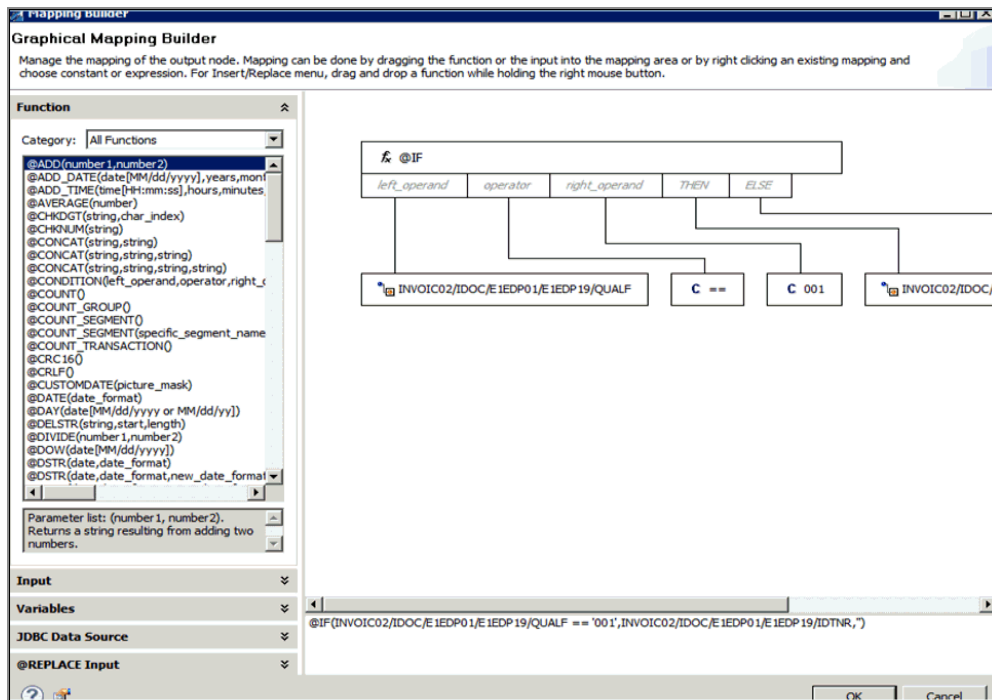 Mapping Builder
Graphical Mapping Builder
Manage the mapping of the output node. Mapping can be done by dragging the function or the input into the mapping area or by right clicking an existing mapping and
choose constant or expression. For Insert/Replace menu, drag and drop a function while holding the right mouse button.
Function
Category: All Functions
@ADD(number1,number2)
@ADD_DATE(date[MM/dd/yyyy],years,mont
@ADD_TIME(time[HH:mm:ss],hours,minutes,
@AVERAGE(number)
@CHKDGT(string,char_index)
@CHKNUM(string)
@CONCAT(string,string)
@CONCAT(string,string,string)
@CONCAT(string,string,string,string)
@CONDITION(left_operand,operator,right_o
@COUNT()
@COUNT_GROUP()
@COUNT_SEGMENT()
@COUNT_SEGMENT(specific_segment_name
@COUNT_TRANSACTION()
@CRC16()
@CRLF()
@CUSTOMDATE(picture_mask)
@DATE(date_format)
@DAY(date[MM/dd/yyyy or MM/dd/yy])
@DELSTR(string,start,length)
@DIVIDE(number1,number2)
@DOW(date[MM/dd/yyyy])
@DSTR(date,date_format)
@DSTR(date,date_format,new_date_format
Parameter list: (number1, number2).
Returns a string resulting from adding two
numbers.
Input
Variables
JDBC Data Source
@REPLACE Input
fx @IF
left_operand operator right_operand THEN ELSE
INVOIC02/IDOC/E1EDP01/E1EDP19/QUALF C == C 001 INVOIC02/IDOC/
@IF(INVOIC02/IDOC/E1EDP01/E1EDP19/QUALF == '001',INVOIC02/IDOC/E1EDP01/E1EDP19/IDTNR,'')
OK Cancel